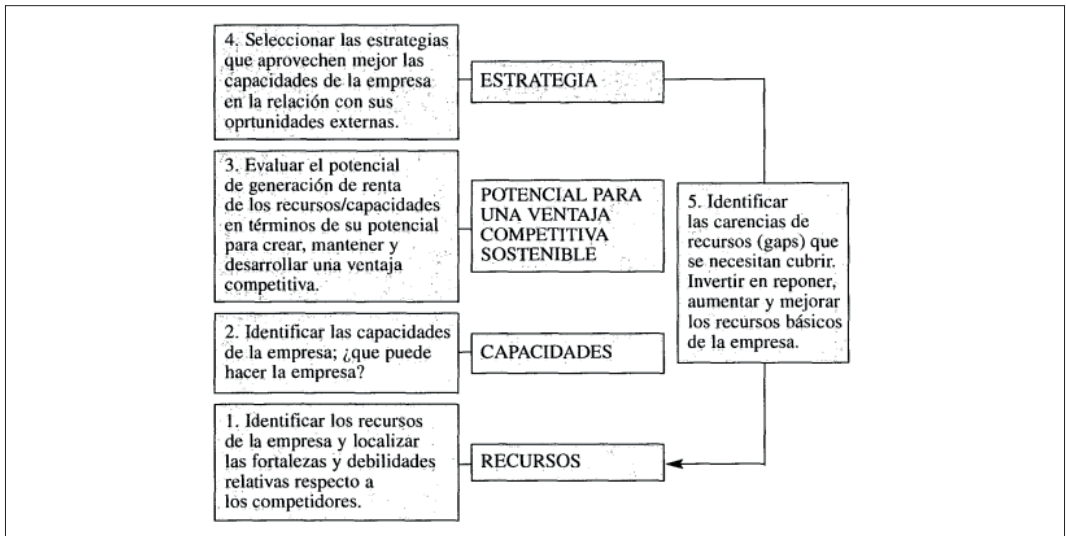 4. Seleccionar las estrategias
que aprovechen mejor las
capacidades de la empresa
en la relación con sus
oprtunidades externas.
ESTRATEGIA
3. Evaluar el potencial
de generación de renta
de los recursos/capacidades
en términos de su potencial
para crear, mantener y
desarrollar una ventaja
competitiva.
POTENCIAL PARA
UNA VENTAJA
COMPETITIVA
SOSTENIBLE
5. Identificar
las carencias de
recursos (gaps) que
se necesitan cubrir.
Invertir en reponer,
aumentar y mejorar
los recursos básicos
de la empresa.
2. Identificar las capacidades
de la empresa; ¿que puede
hacer la empresa?
CAPACIDADES
1. Identificar los recursos
de la empresa y localizar
las fortalezas y debilidades
relativas respecto a
los competidores.
RECURSOS